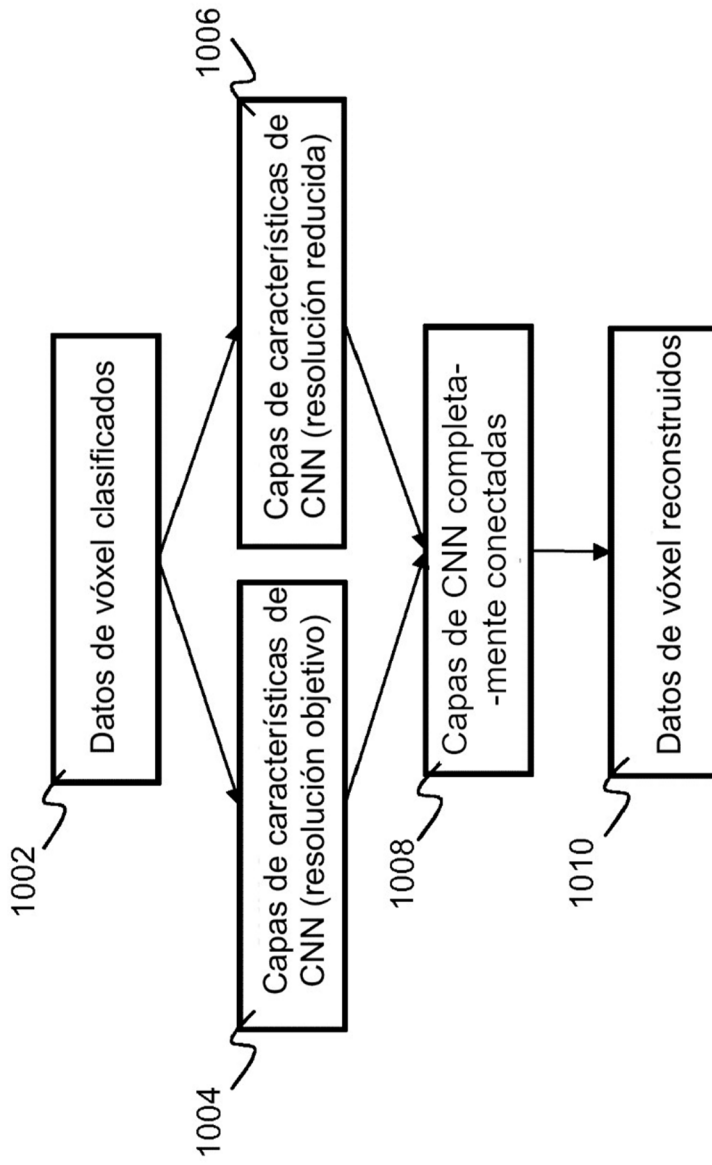 1002
Datos de vóxel clasificados
1004
Capas de características de
CNN (resolución objetivo)
1006
Capas de características de
CNN (resolución reducida)
1008
Capas de CNN completa-
-mente conectadas
1010
Datos de vóxel reconstruidos